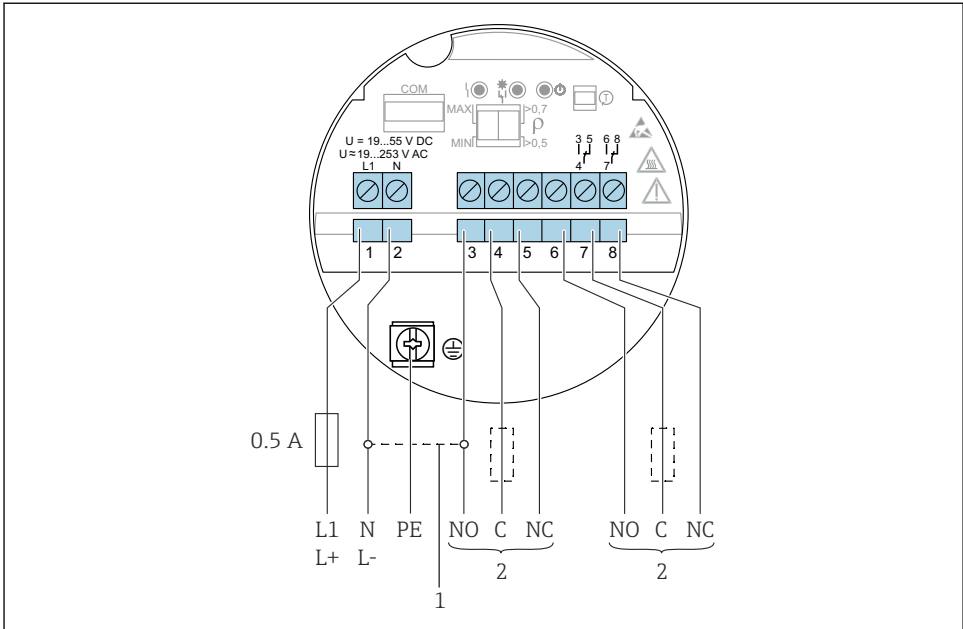 COM
MAX >0,7
ρ
MIN >0,5
T
U = 19...55 V DC
U≈19...253 V AC
L1 N
3 5 6 8
4 7
1 2 3 4 5 6 7 8
0.5 A
L1 N PE NO C NC NO C NC
L+ L-
2 2
1